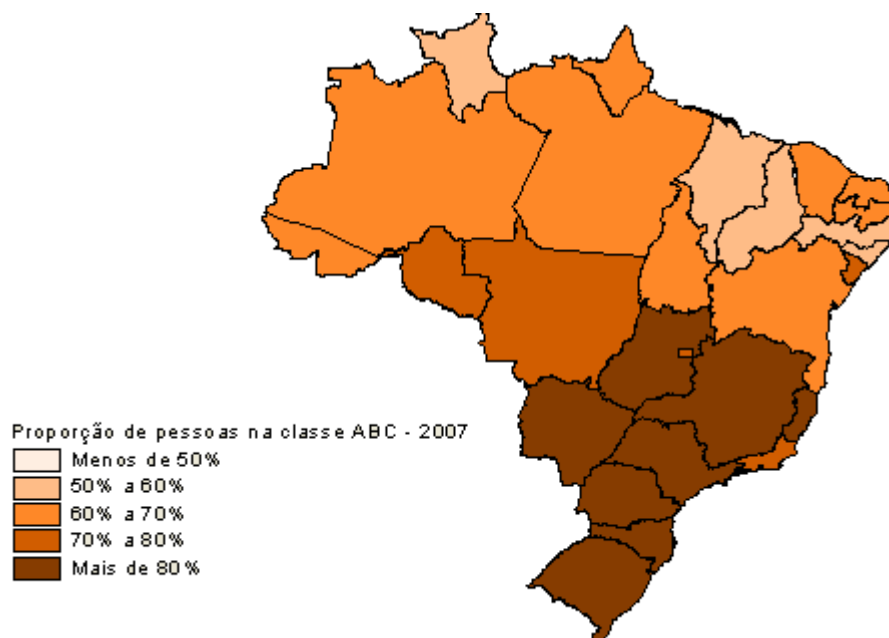 Proporção de pessoas na classe ABC - 2007
Menos de 50%
50% a 60%
60% a 70%
70% a 80%
Mais de 80%